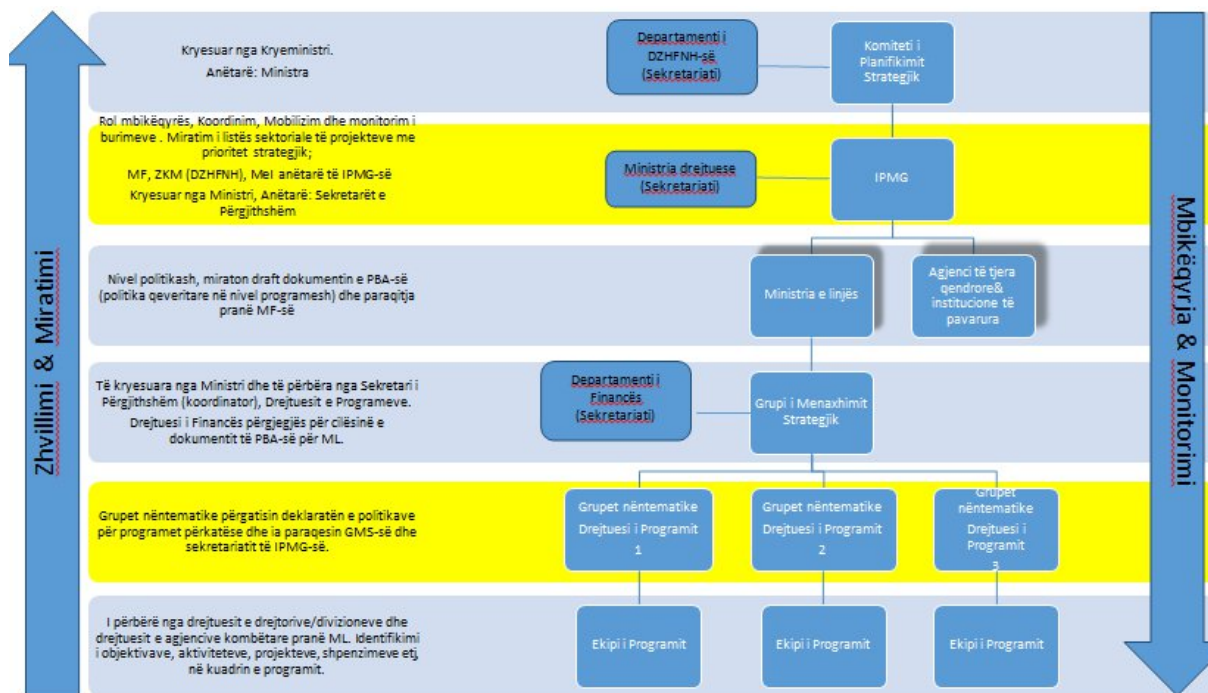 Zhvillimi & Miratimi
Kryesuar nga Kryeministri.
Anëtarë: Ministra
Departamenti i
DZHFNH-së
(Sekretariati)
Komiteti i
Planifikimit
Strategjik
Rol mbikëqyrës, Koordinim, Mobilizim dhe monitorim i
burimeve . Miratim i listës sektoriale të projekteve me
prioritet strategjik;
MF, ZKM (DZHFNH), MeI anëtarë të IPMG-së
Kryesuar nga Ministri, Anëtarë: Sekretarët e
Përgjithshëm
Ministria drejtuese
(Sekretariati)
IPMG
Nivel politikash, miraton draft dokumentin e PBA-së
(politika qeveritare në nivel programesh) dhe paraqitja
pranë MF-së
Ministria e linjës
Agjenci të tjera
qendrore&
institucione të
pavarura
Të kryesuara nga Ministri dhe të përbëra nga Sekretari i
Përgjithshëm (koordinator), Drejtuesit e Programeve.
Drejtuesi i Financës përgjegjës për cilësinë e
dokumentit të PBA-së për ML.
Departamenti i
Financës
(Sekretariati)
Grupi i Menaxhimit
Strategjik
Grupet nëntematike përgatisin deklaratën e politikave
për programet përkatëse dhe ia paraqesin GMS-së dhe
sekretariatit të IPMG-së.
Grupet nëntematike
Drejtuesi i Programit
1
Grupet nëntematike
Drejtuesi i Programit
2
Grupet
nëntematike
Drejtuesi i
Programit
3
I përbërë nga drejtuesit e drejtorive/divizioneve dhe
drejtuesit e agjencive kombëtare pranë ML. Identifikimi
i objektivave, aktiviteteve, projekteve, shpenzimeve etj,
në kuadrin e programit.
Ekipi i Programit
Ekipi i Programit
Ekipi i Programit
Mbikëqyrja & Monitorimi